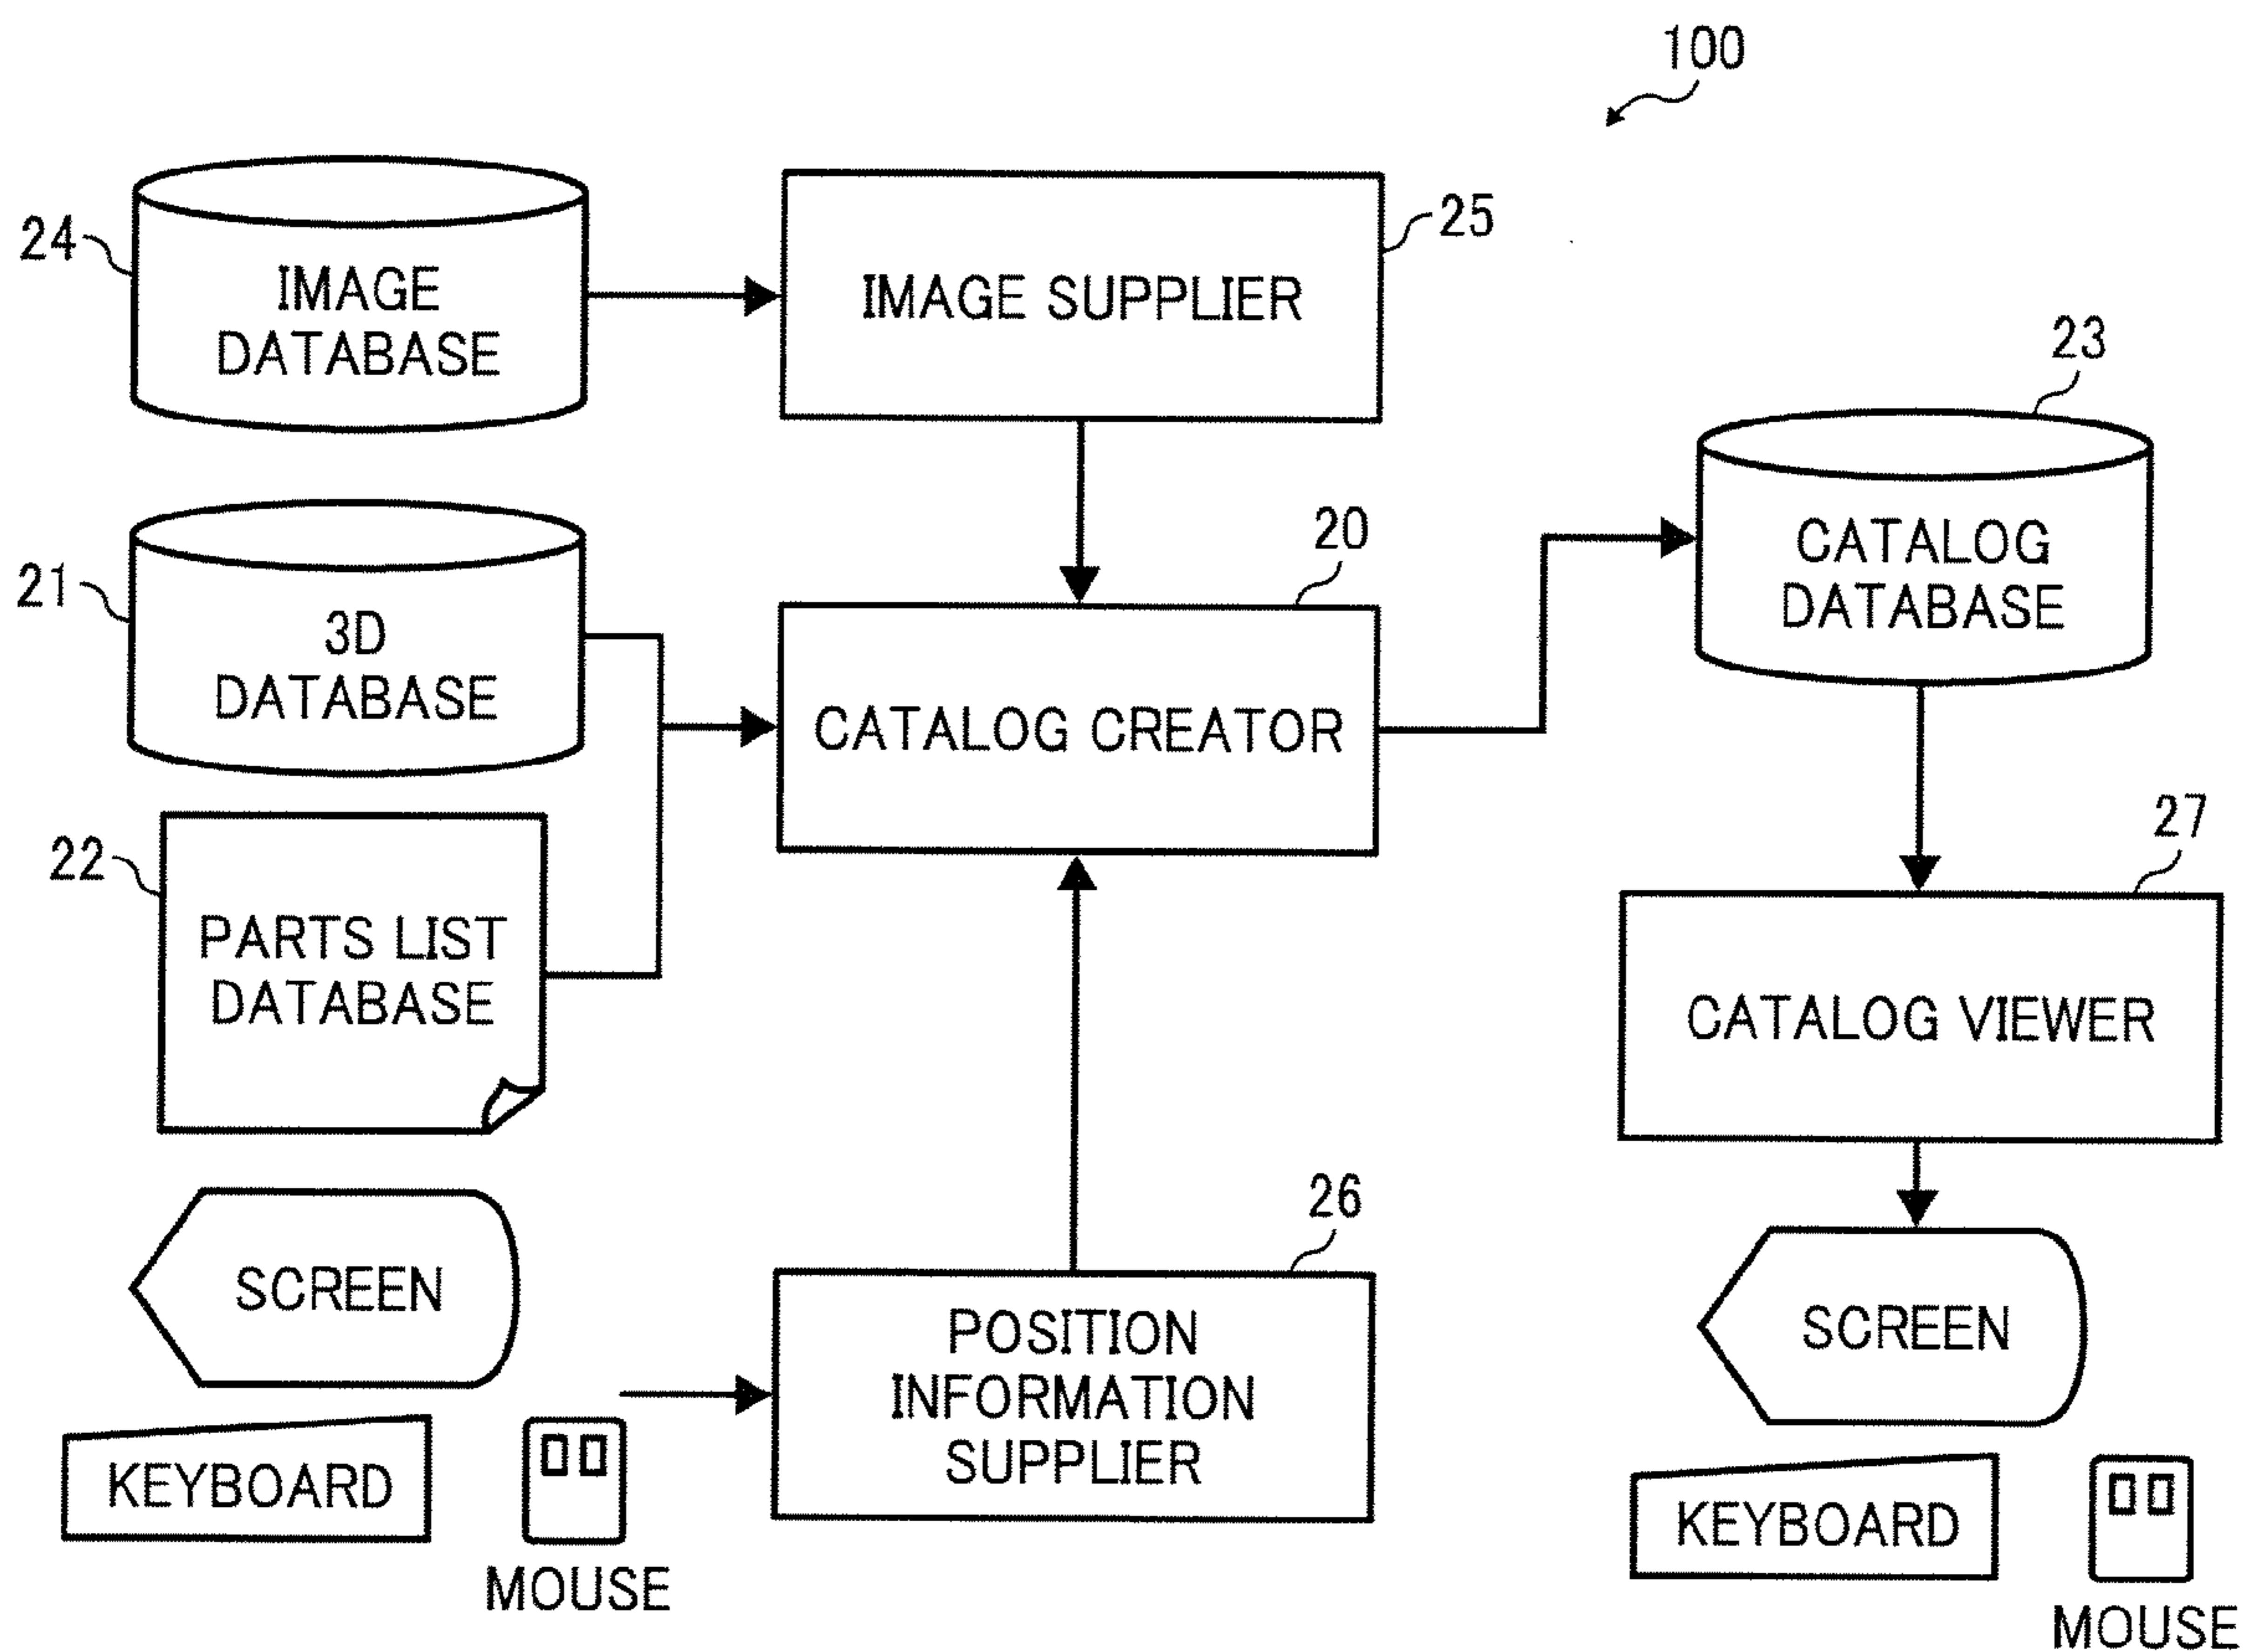 100
24
IMAGE
DATABASE
IMAGE SUPPLIER
25
21
3D
DATABASE
20
CATALOG CREATOR
23
CATALOG
DATABASE
22
PARTS LIST
DATABASE
27
CATALOG VIEWER
SCREEN
KEYBOARD
MOUSE
26
POSITION
INFORMATION
SUPPLIER
SCREEN
KEYBOARD
MOUSE